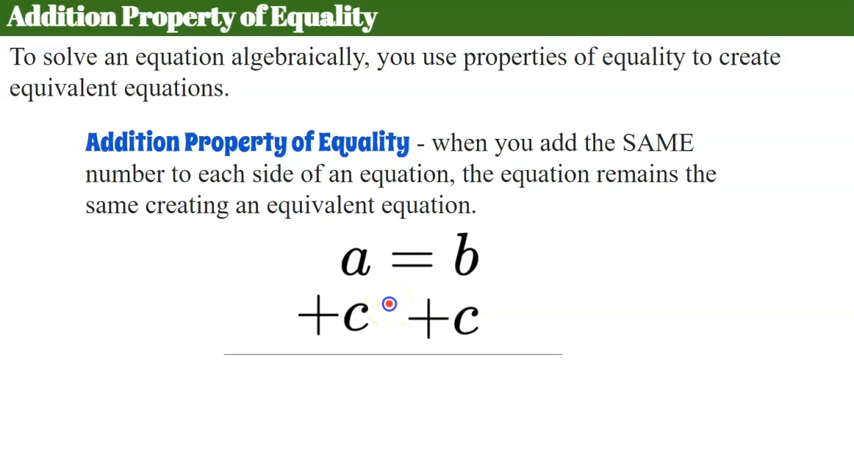 Addition Property of Equality
To solve an equation algebraically, you use properties of equality to create
equivalent equations.
Addition Property of Equality - when you add the SAME
number to each side of an equation, the equation remains the
same creating an equivalent equation.
a = b
+c +c